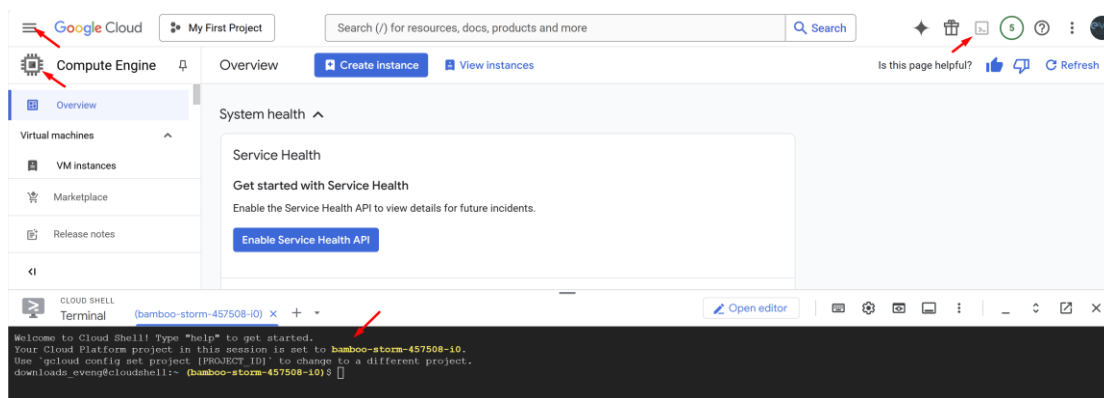 Google Cloud
My First Project
Search (/) for resources, docs, products and more
Search
5
Compute Engine
Overview
Create instance
View instances
Is this page helpful?
Refresh
Overview
Virtual machines
VM instances
Marketplace
Release notes
System health
Service Health
Get started with Service Health
Enable the Service Health API to view details for future incidents.
Enable Service Health API
CLOUD SHELL
Terminal
(bamboo-storm-457508-i0)
Open editor
Welcome to Cloud Shell! Type "help" to get started.
Your Cloud Platform project in this session is set to bamboo-storm-457508-i0.
Use `gcloud config set project [PROJECT_ID]` to change to a different project.
downloads_eveng@cloudshell:~ (bamboo-storm-457508-i0)$